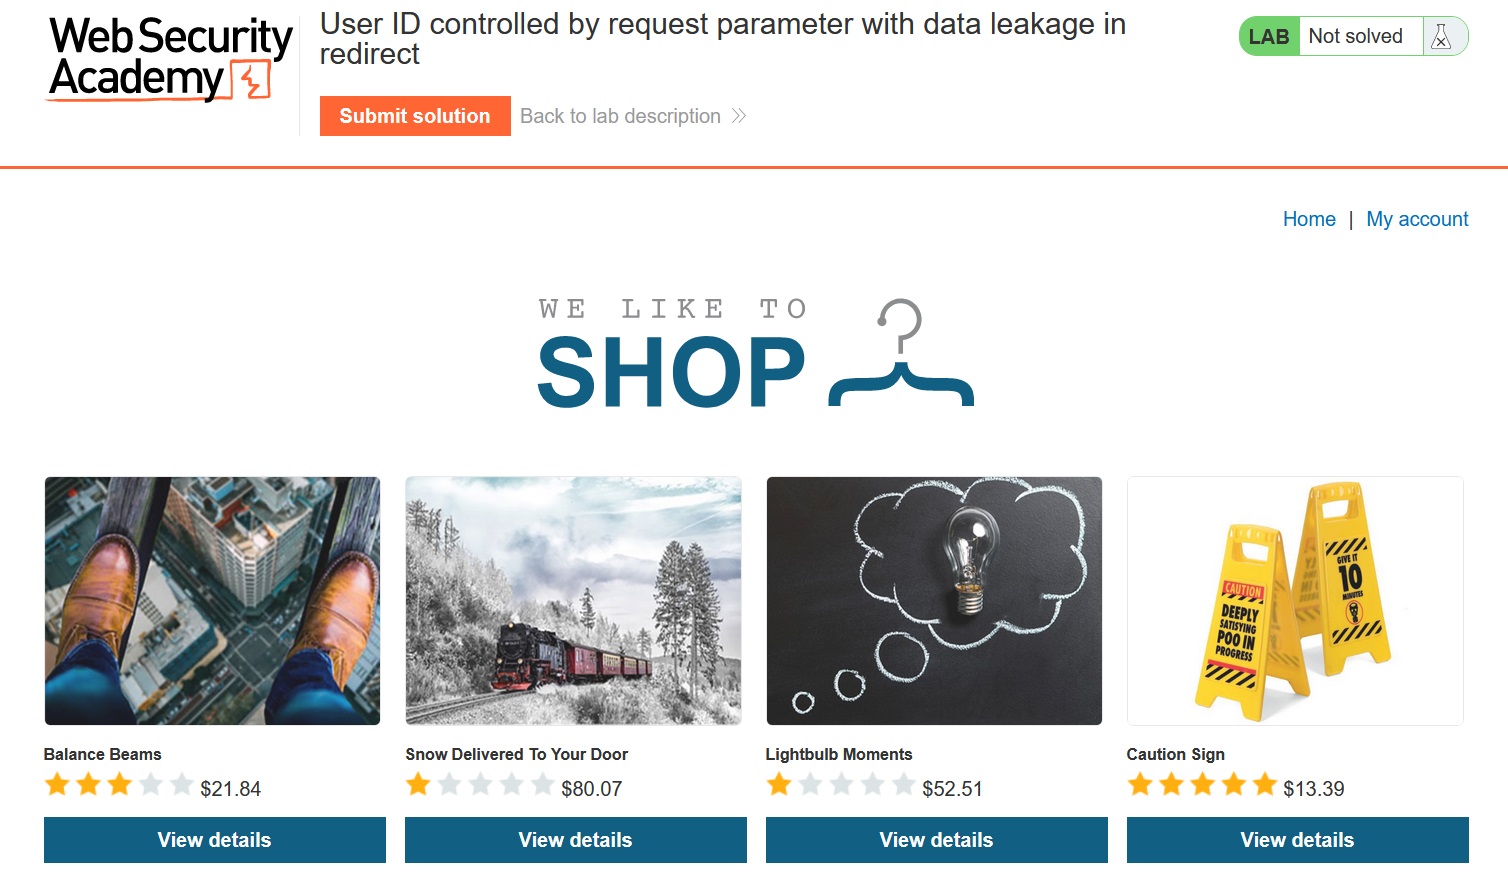 Web Security
Academy
User ID controlled by request parameter with data leakage in
redirect
LAB Not solved
Submit solution
Back to lab description
Home | My account
WE LIKE TO
SHOP
CAUTION
DEEPLY
SATISFYING
POO IN
PROGRESS
GIVE IT
10
MINUTES
Balance Beams
$21.84
View details
Snow Delivered To Your Door
$80.07
View details
Lightbulb Moments
$52.51
View details
Caution Sign
$13.39
View details